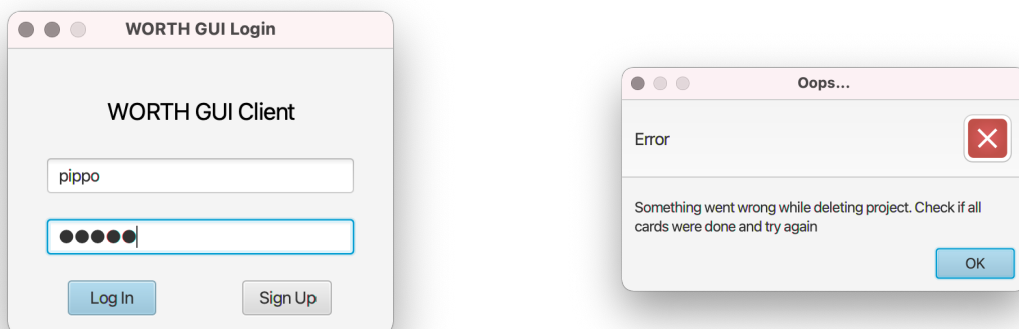 WORTH GUI Login
WORTH GUI Client
pippo
●●●●●
Log In
Sign Up
Oops...
Error
Something went wrong while deleting project. Check if all
cards were done and try again
OK